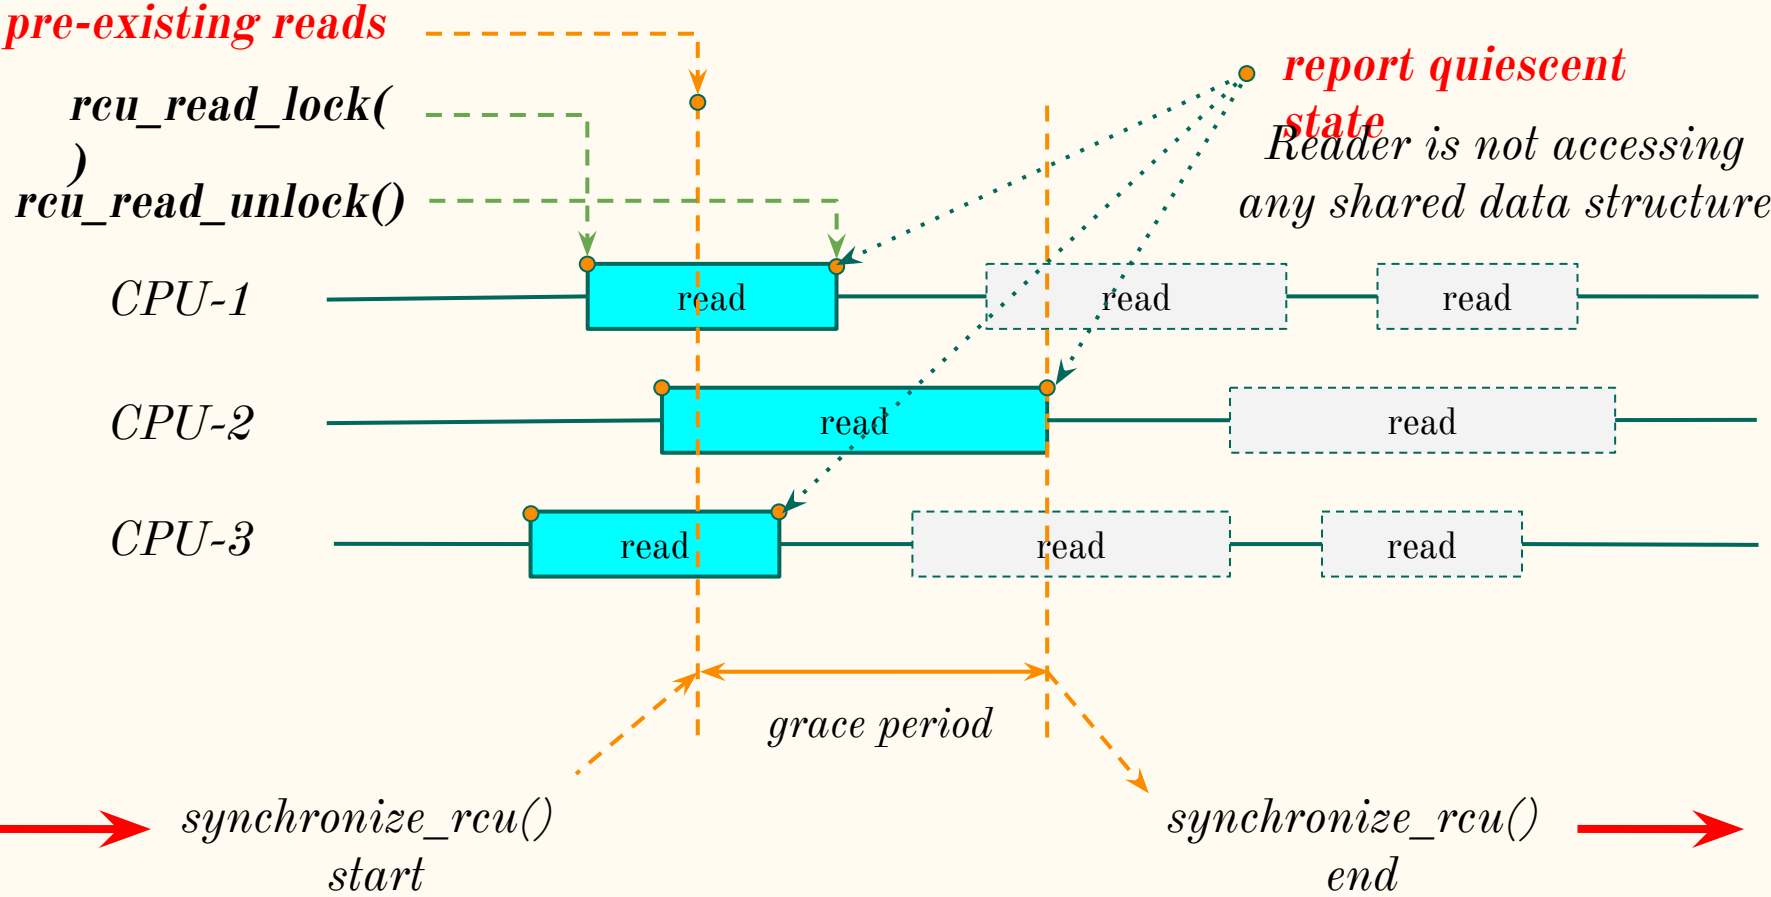 pre-existing reads
rcu_read_lock(
)
rcu_read_unlock()
report quiescent
state
Reader is not accessing
any shared data structure
CPU-1
read
read
read
CPU-2
read
read
CPU-3
read
read
read
grace period
synchronize_rcu()
start
synchronize_rcu()
end